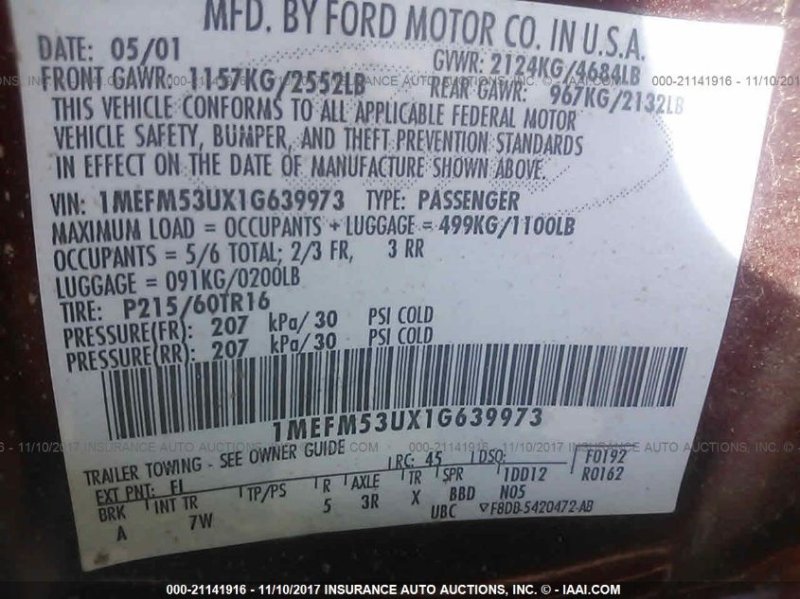 MFD. BY FORD MOTOR CO. IN U.S.A.
DATE: 05/01 GVWR: 2124KG/4684LB
FRONT GAWR: 1157KG/2552LB REAR GAWR: 967KG/2132LB
THIS VEHICLE CONFORMS TO ALL APPLICABLE FEDERAL MOTOR
VEHICLE SAFETY, BUMPER, AND THEFT PREVENTION STANDARDS
IN EFFECT ON THE DATE OF MANUFACTURE SHOWN ABOVE.
VIN: 1MEFM53UX1G639973 TYPE: PASSENGER
MAXIMUM LOAD = OCCUPANTS + LUGGAGE = 499KG/1100LB
OCCUPANTS = 5/6 TOTAL; 2/3 FR, 3 RR
LUGGAGE = 091KG/0200LB
TIRE: P215/60TR16
PRESSURE(FR): 207 kPa/30 PSI COLD
PRESSURE(RR): 207 kPa/30 PSI COLD
1MEFM53UX1G639973
TRAILER TOWING - SEE OWNER GUIDE RC: 45 DSO: F0192
EXT PNT: FL R0162
BRK INT TR TP/PS R AXLE TR SPR 1DD12
A 7W 5 3R X BBD N05
UBC F8DB-5420472-AB
000-21141916 - 11/10/2017 INSURANCE AUTO AUCTIONS, INC. - © - IAAI.COM